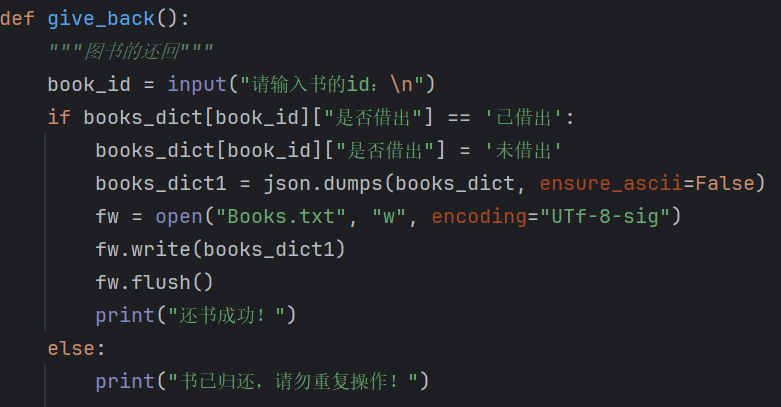 def give_back():
    """图书的还回"""
    book_id = input("请输入书的id：\n")
    if books_dict[book_id]["是否借出"] == '已借出':
        books_dict[book_id]["是否借出"] = '未借出'
        books_dict1 = json.dumps(books_dict, ensure_ascii=False)
        fw = open("Books.txt", "w", encoding="UTf-8-sig")
        fw.write(books_dict1)
        fw.flush()
        print("还书成功！")
    else:
        print("书已归还，请勿重复操作！")